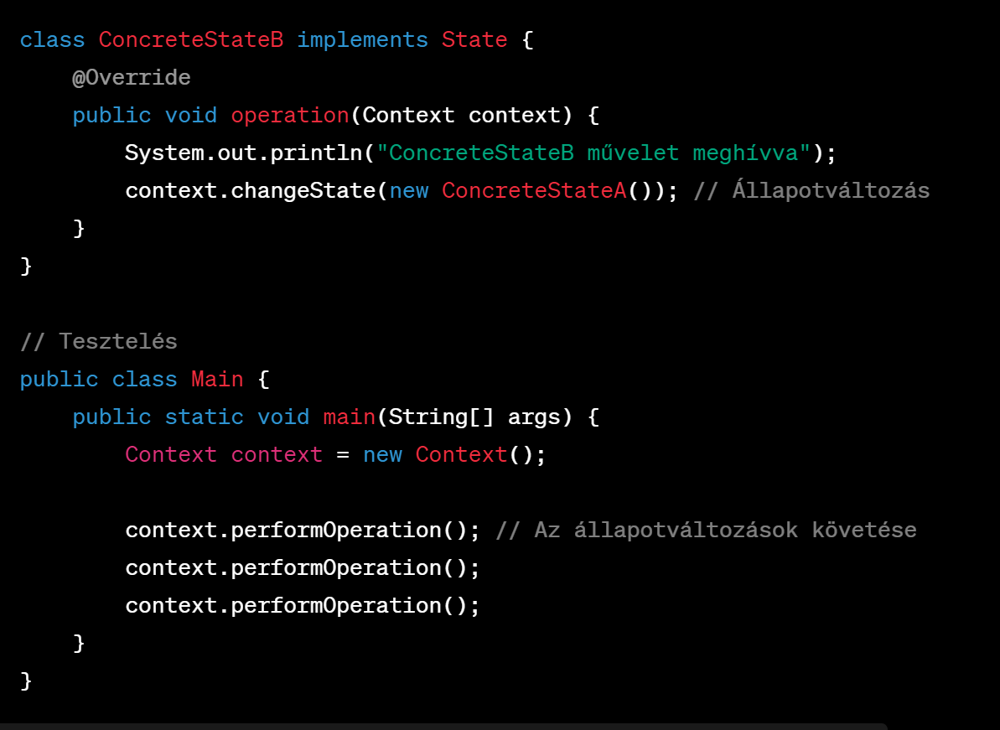 class ConcreteStateB implements State {
    @Override
    public void operation(Context context) {
        System.out.println("ConcreteStateB művelet meghívva");
        context.changeState(new ConcreteStateA()); // Állapotváltozás
    }
}

// Tesztelés
public class Main {
    public static void main(String[] args) {
        Context context = new Context();

        context.performOperation(); // Az állapotváltozások követése
        context.performOperation();
        context.performOperation();
    }
}